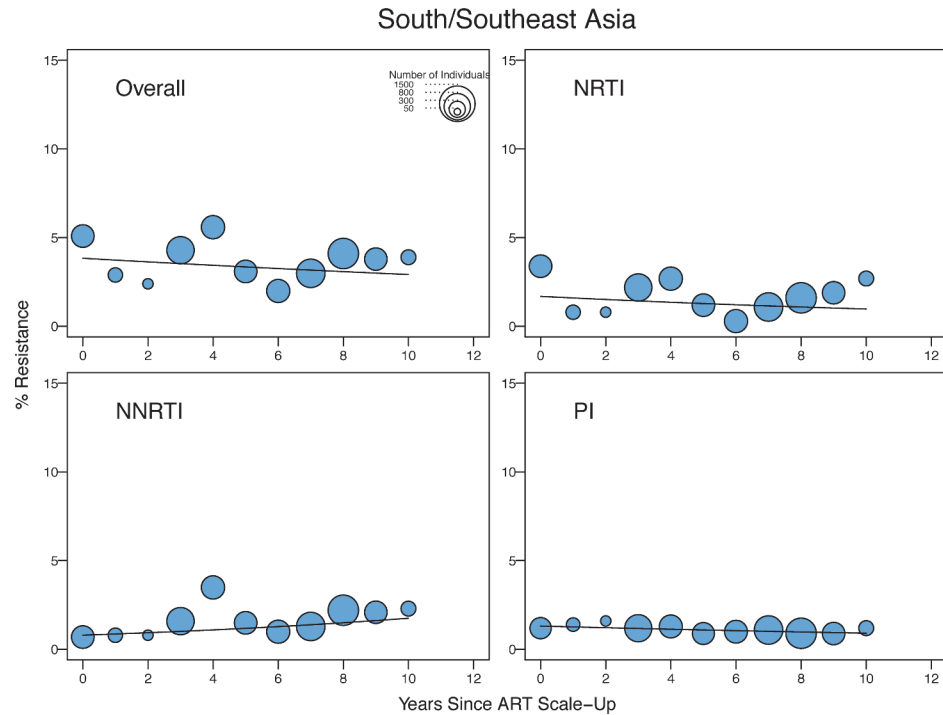 South/Southeast Asia
Overall
Number of Individuals
1500
800
300
50
15
10
5
0
0 2 4 6 8 10 12
NRTI
15
10
5
0
0 2 4 6 8 10 12
% Resistance
NNRTI
15
10
5
0
0 2 4 6 8 10 12
PI
15
10
5
0
0 2 4 6 8 10 12
Years Since ART Scale−Up